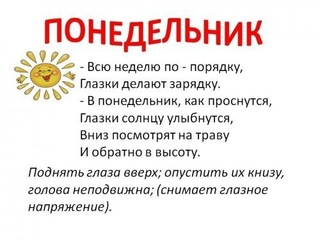 ПОНЕДЕЛЬНИК
- Всю неделю по - порядку,
Глазки делают зарядку.
- В понедельник, как проснутся,
Глазки солнцу улыбнутся,
Вниз посмотрят на траву
И обратно в высоту.
Поднять глаза вверх; опустить их книзу,
голова неподвижна; (снимает глазное
напряжение).